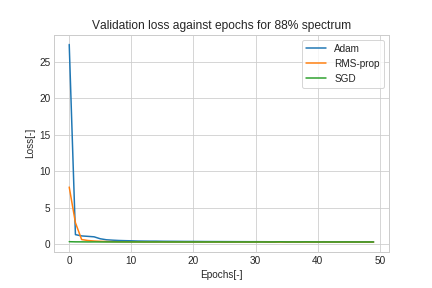 Validation loss against epochs for 88% spectrum
Adam
RMS-prop
SGD
Loss[-]
25
20
15
10
5
0
0 10 20 30 40 50
Epochs[-]